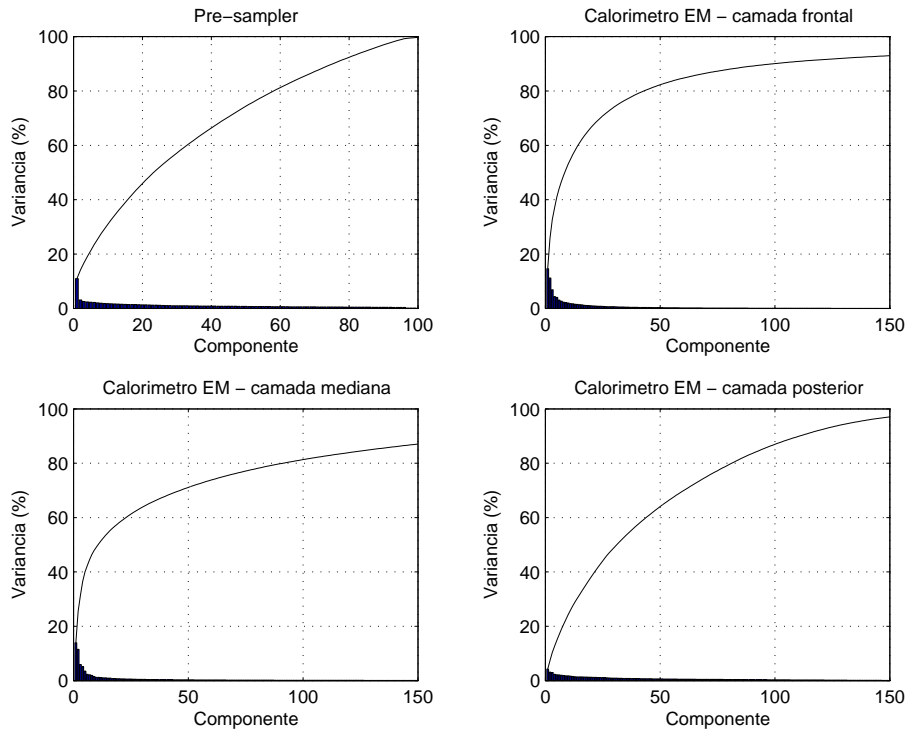 Pre−sampler
Variancia (%)
100
80
60
40
20
0
0 20 40 60 80 100
Componente
Calorimetro EM − camada frontal
Variancia (%)
100
80
60
40
20
0
0 50 100 150
Componente
Calorimetro EM − camada mediana
Variancia (%)
100
80
60
40
20
0
0 50 100 150
Componente
Calorimetro EM − camada posterior
Variancia (%)
100
80
60
40
20
0
0 50 100 150
Componente